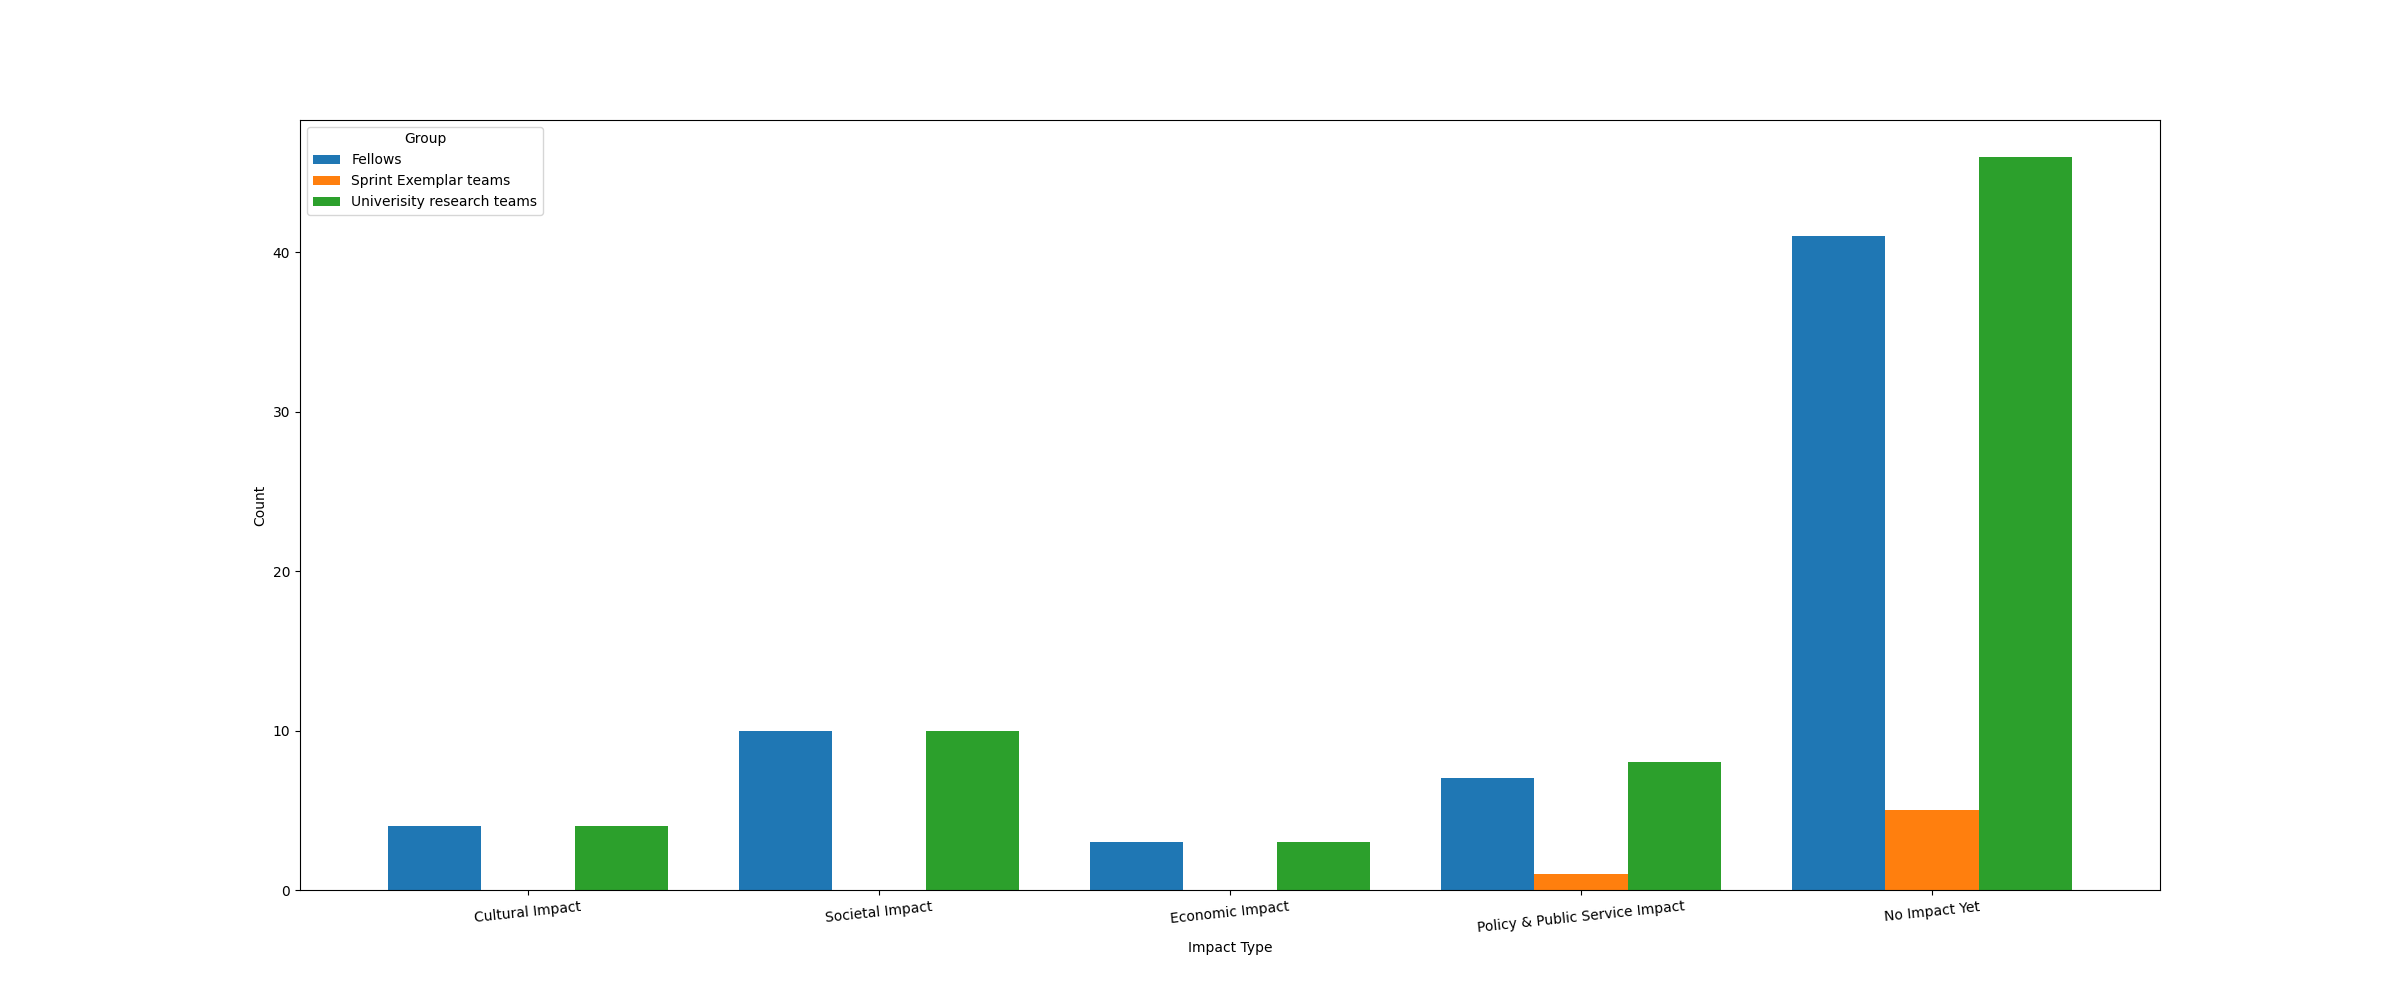 Group
Fellows
Sprint Exemplar teams
Univerisity research teams
Count
40
30
20
10
0
Cultural Impact
Societal Impact
Economic Impact
Policy & Public Service Impact
No Impact Yet
Impact Type